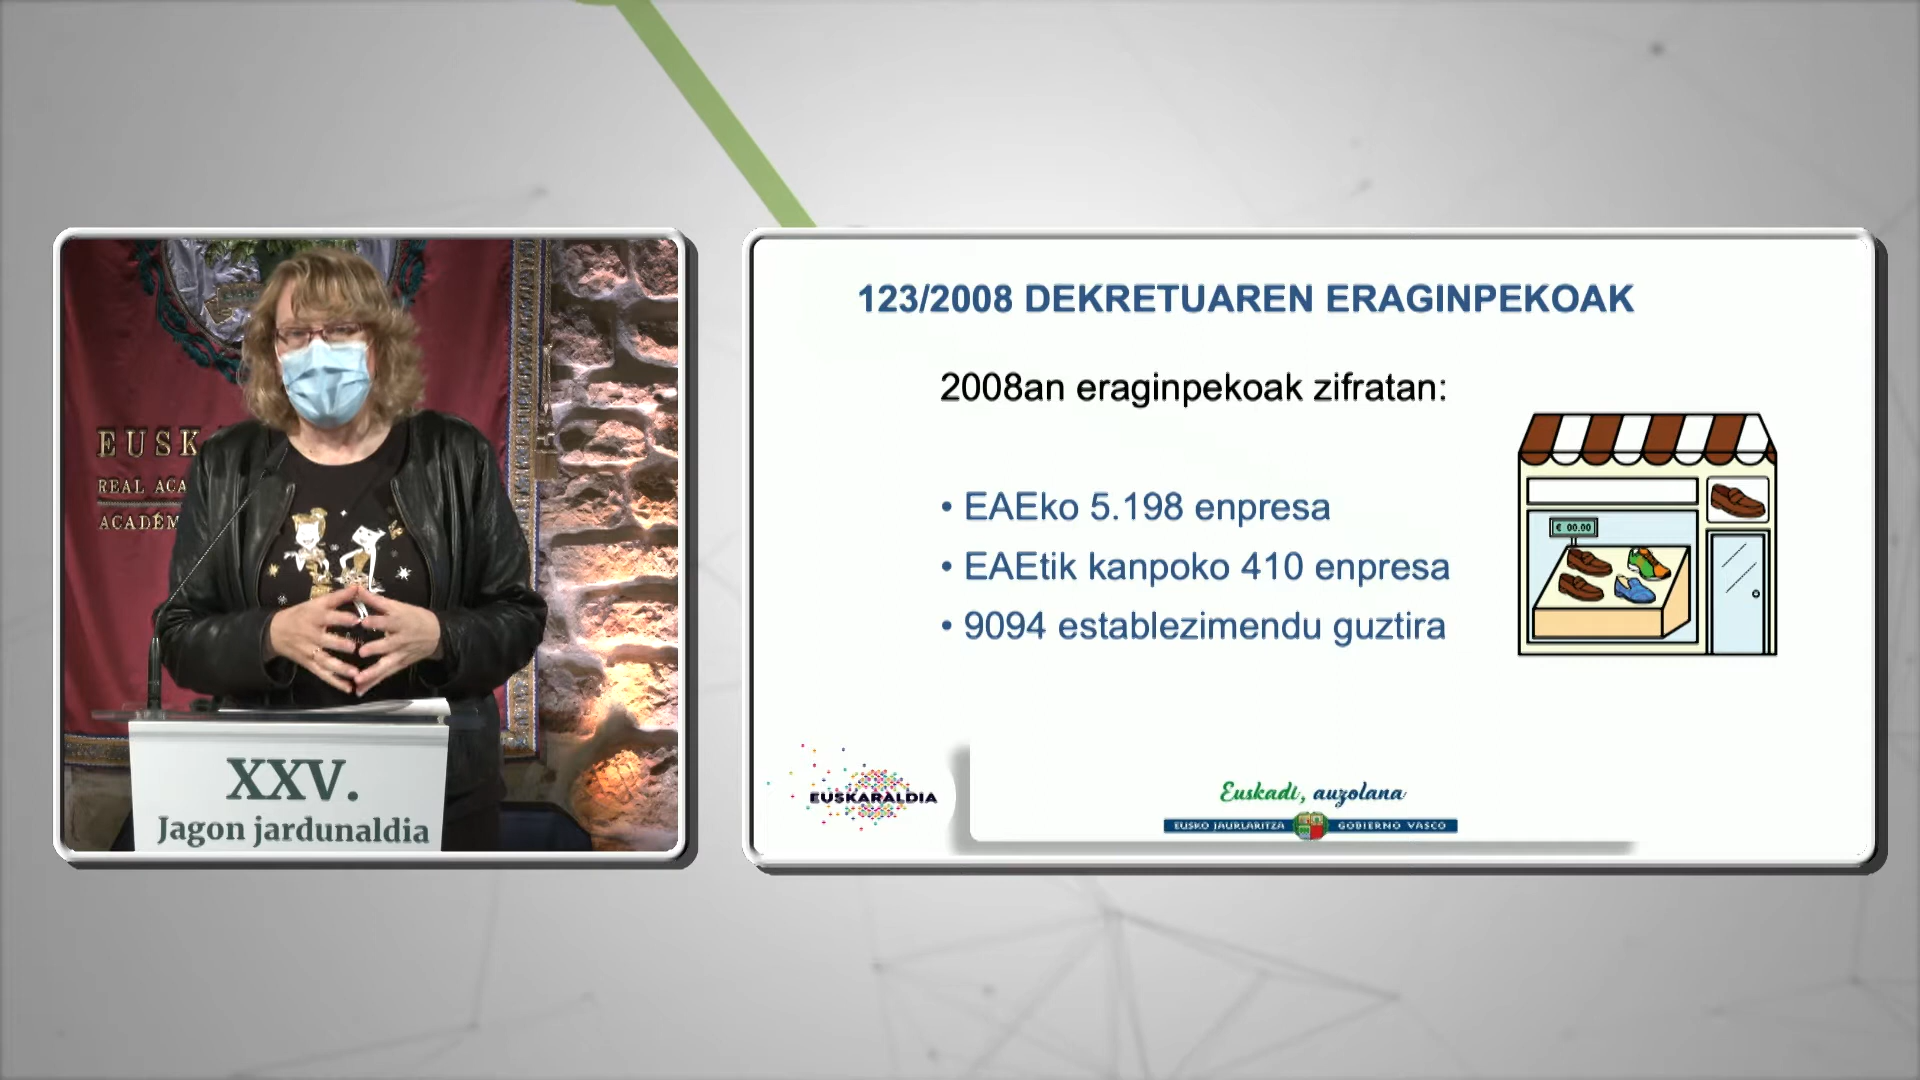 EUSK
REAL ACA
ACADÉM
XXV.
Jagon jardunaldia
123/2008 DEKRETUAREN ERAGINPEKOAK
2008an eraginpekoak zifratan:
• EAEko 5.198 enpresa
• EAEtik kanpoko 410 enpresa
• 9094 establezimendu guztira
€ 00.00
EUSKARALDIA
Euskadi, auzolana
EUSKO JAURLARITZA GOBIERNO VASCO